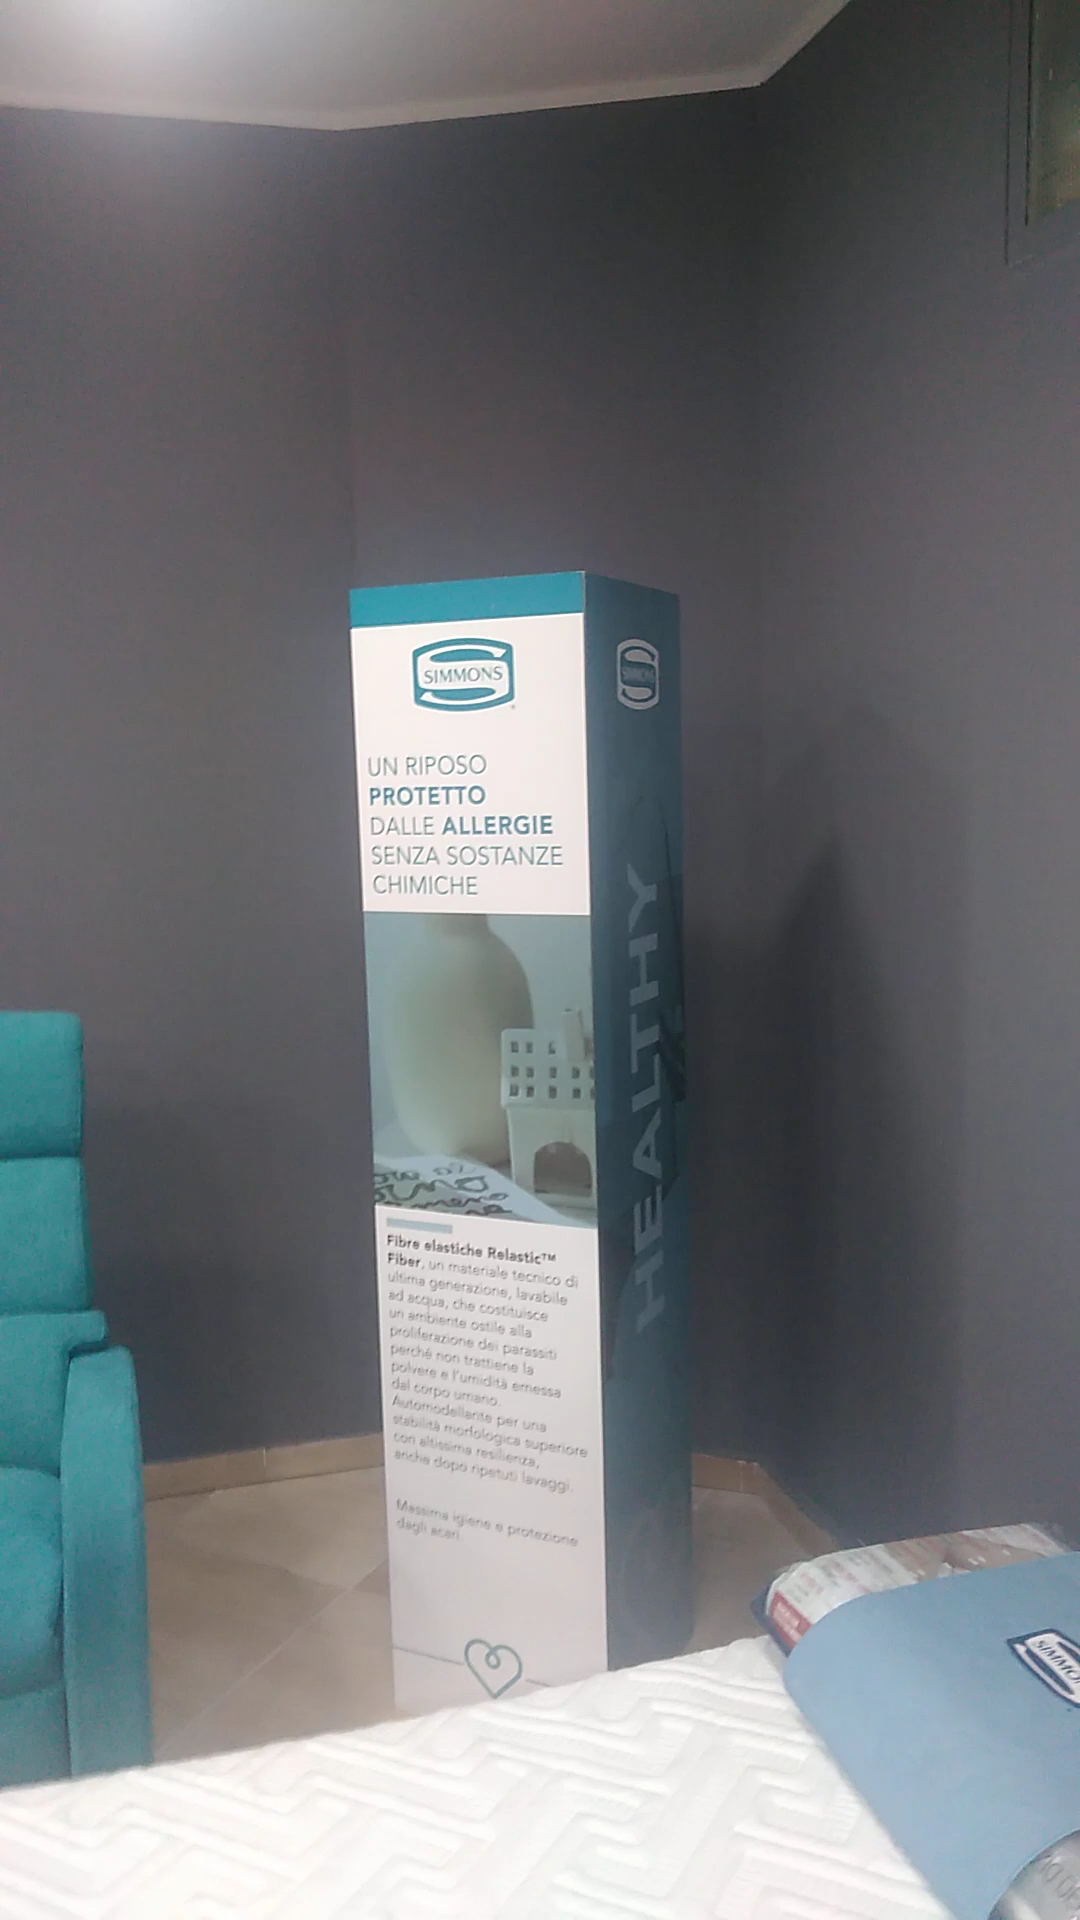 SIMMONS
UN RIPOSO
PROTETTO
DALLE ALLERGIE
SENZA SOSTANZE
CHIMICHE
Fibre elastiche Relastic™
Fiber, un materiale tecnico di
ultima generazione, lavabile
ad acqua, che costituisce
un ambiente ostile alla
proliferazione dei parassiti
perché non trattiene la
polvere e l'umidità emessa
dal corpo umano.
Automodellante per una
stabilità morfologica superiore
con altissima resilienza,
anche dopo ripetuti lavaggi.
Massima igiene e protezione
dagli acari
SIMMONS
HEALTHY
SIMMO